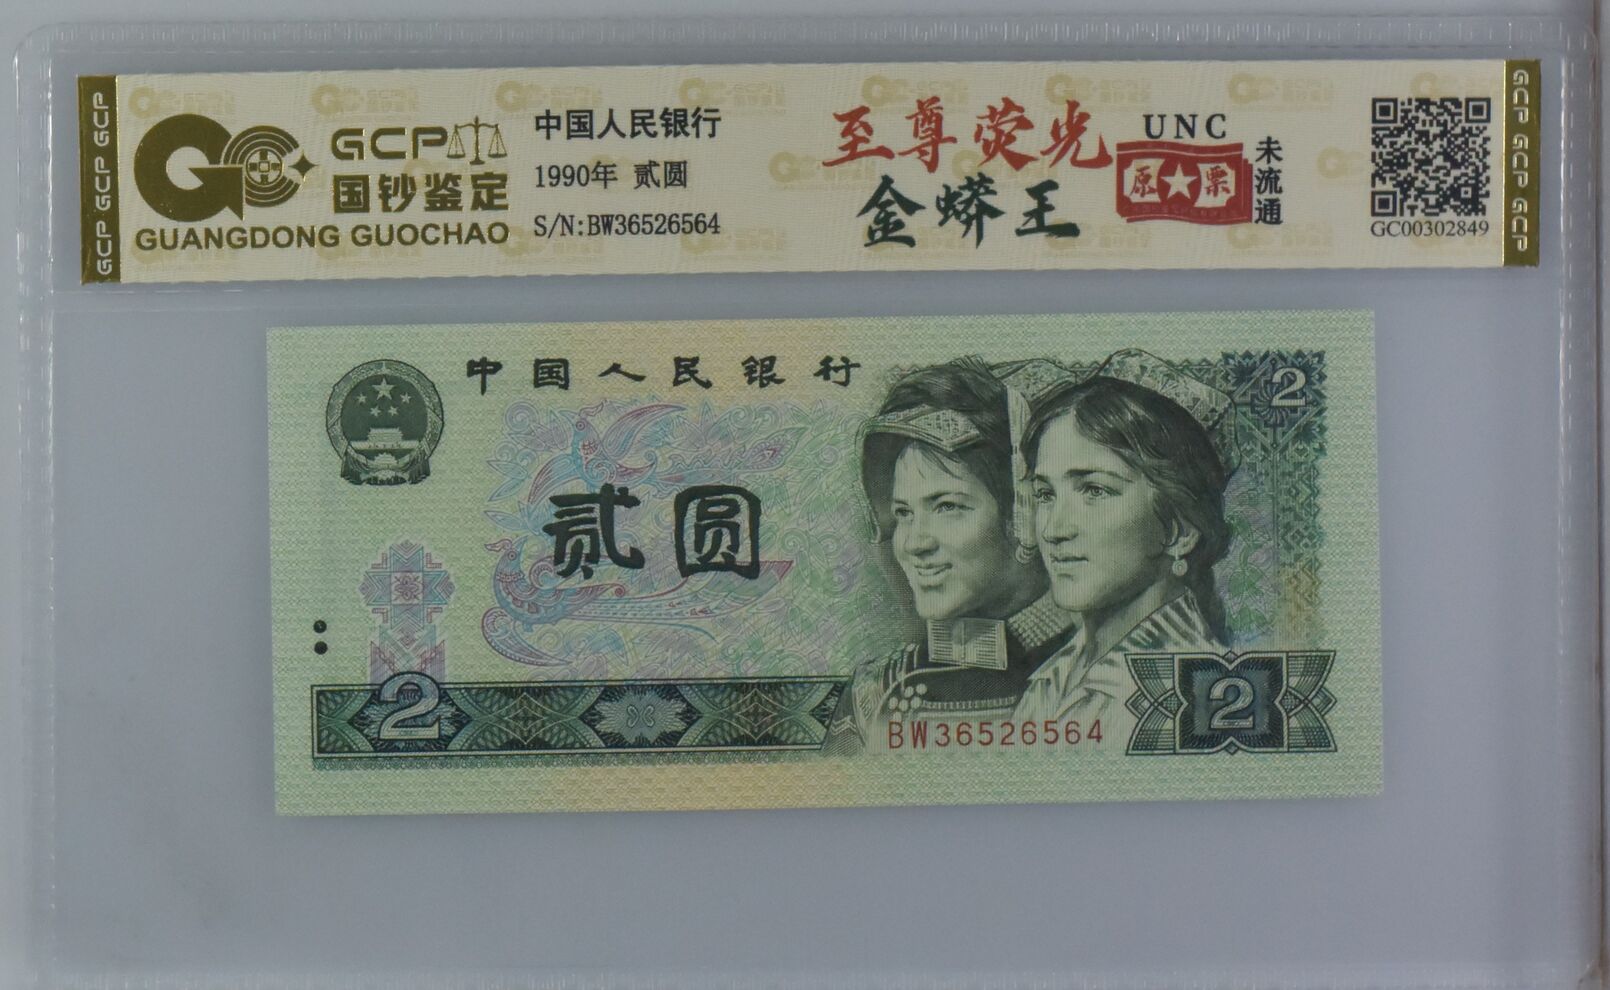 GCP GCP GCP
GCP
国钞鉴定
GUANGDONG GUOCHAO
中国人民银行
1990年 贰圆
S/N:BW36526564
至尊荧光
金蟒王
UNC
原★票
未流通
GC00302849
GCP GCP GCP
中国人民银行
2
贰圆
2
BW36526564
2